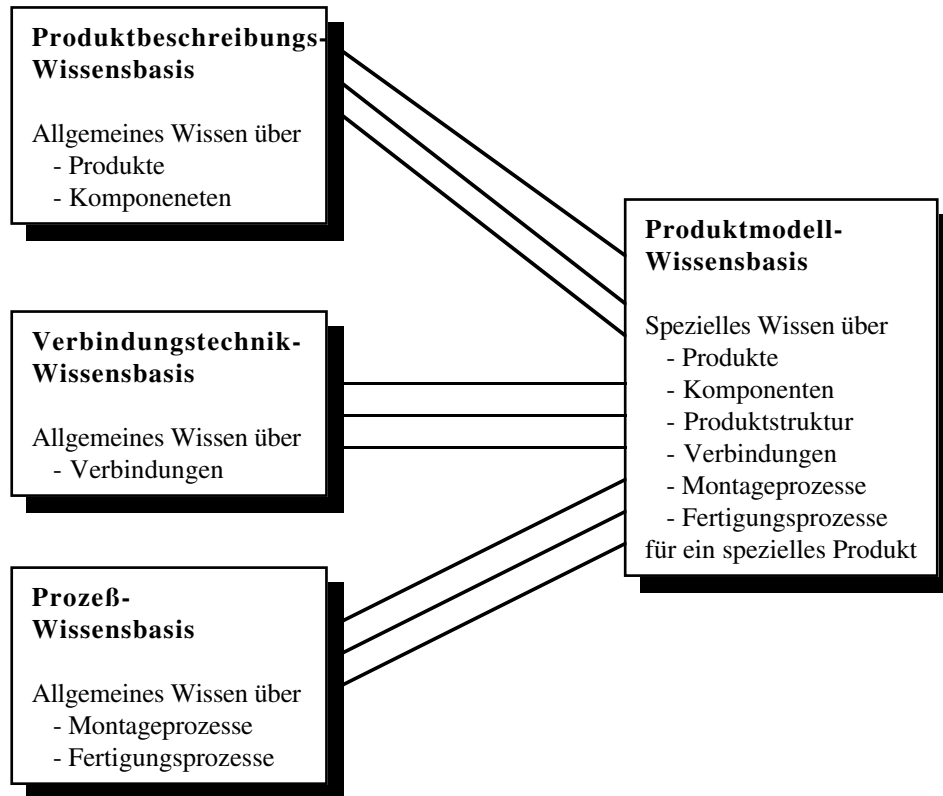 Produktbeschreibungs-
Wissensbasis
Allgemeines Wissen über
- Produkte
- Komponeneten
Verbindungstechnik-
Wissensbasis
Allgemeines Wissen über
- Verbindungen
Prozeß-
Wissensbasis
Allgemeines Wissen über
- Montageprozesse
- Fertigungsprozesse
Produktmodell-
Wissensbasis
Spezielles Wissen über
- Produkte
- Komponenten
- Produktstruktur
- Verbindungen
- Montageprozesse
- Fertigungsprozesse
für ein spezielles Produkt